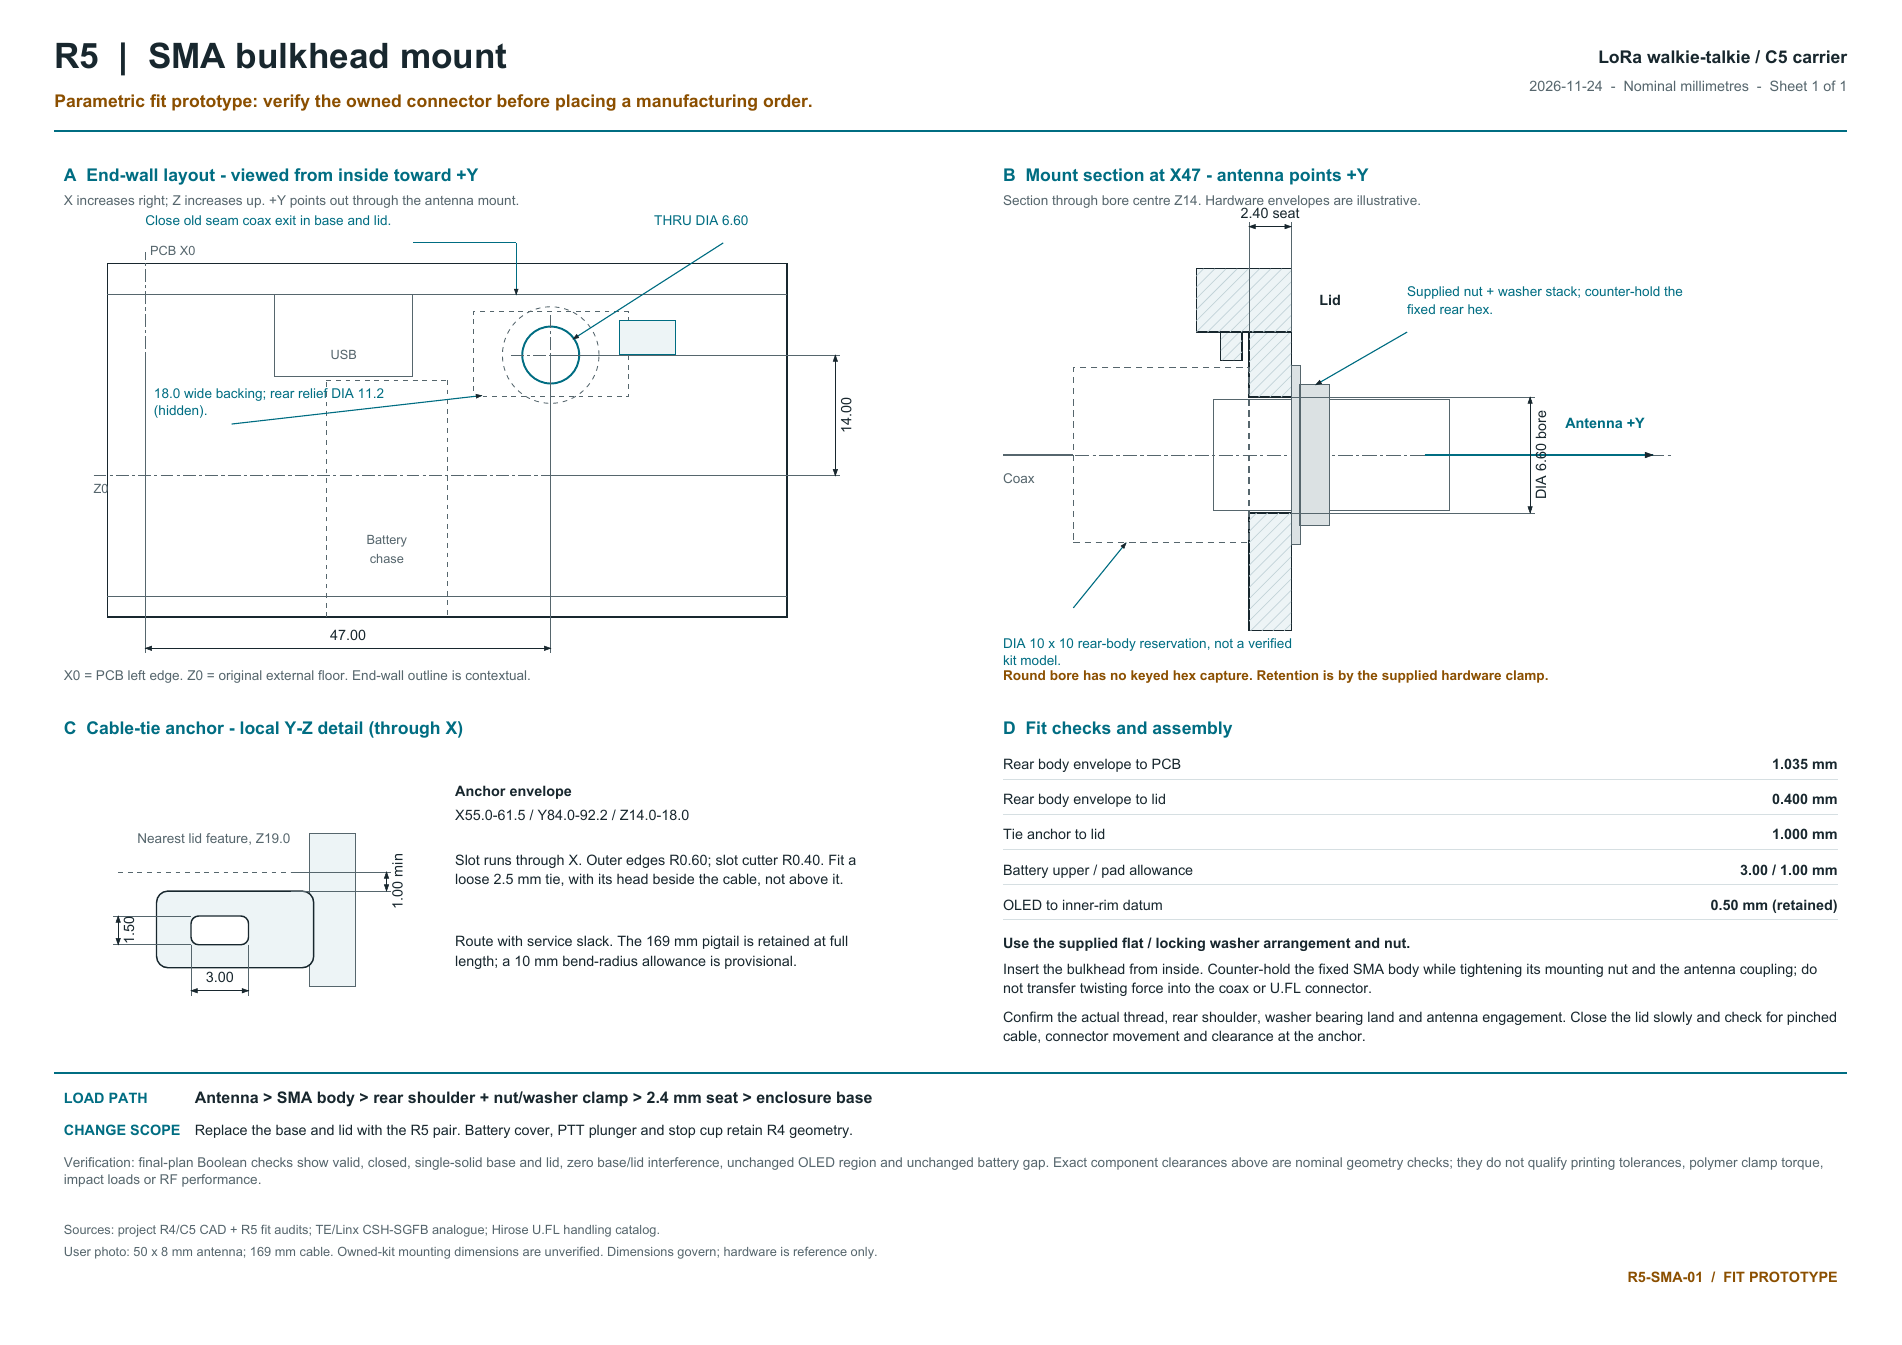 R5 | SMA bulkhead mount
Parametric fit prototype: verify the owned connector before placing a manufacturing order.
LoRa walkie-talkie / C5 carrier
2026-11-24 - Nominal millimetres - Sheet 1 of 1
A End-wall layout - viewed from inside toward +Y
X increases right; Z increases up. +Y points out through the antenna mount.
Close old seam coax exit in base and lid.
THRU DIA 6.60
PCB X0
USB
18.0 wide backing; rear relief DIA 11.2
(hidden).
14.00
Z0
Battery
chase
47.00
X0 = PCB left edge. Z0 = original external floor. End-wall outline is contextual.
B Mount section at X47 - antenna points +Y
Section through bore centre Z14. Hardware envelopes are illustrative.
2.40 seat
Lid
Supplied nut + washer stack; counter-hold the
fixed rear hex.
Antenna +Y
DIA 6.60 bore
Coax
DIA 10 x 10 rear-body reservation, not a verified
kit model.
Round bore has no keyed hex capture. Retention is by the supplied hardware clamp.
C Cable-tie anchor - local Y-Z detail (through X)
Nearest lid feature, Z19.0
1.00 min
1.50
3.00
Anchor envelope
X55.0-61.5 / Y84.0-92.2 / Z14.0-18.0
Slot runs through X. Outer edges R0.60; slot cutter R0.40. Fit a
loose 2.5 mm tie, with its head beside the cable, not above it.
Route with service slack. The 169 mm pigtail is retained at full
length; a 10 mm bend-radius allowance is provisional.
D Fit checks and assembly
Rear body envelope to PCB 1.035 mm
Rear body envelope to lid 0.400 mm
Tie anchor to lid 1.000 mm
Battery upper / pad allowance 3.00 / 1.00 mm
OLED to inner-rim datum 0.50 mm (retained)
Use the supplied flat / locking washer arrangement and nut.
Insert the bulkhead from inside. Counter-hold the fixed SMA body while tightening its mounting nut and the antenna coupling; do
not transfer twisting force into the coax or U.FL connector.
Confirm the actual thread, rear shoulder, washer bearing land and antenna engagement. Close the lid slowly and check for pinched
cable, connector movement and clearance at the anchor.
LOAD PATH Antenna > SMA body > rear shoulder + nut/washer clamp > 2.4 mm seat > enclosure base
CHANGE SCOPE Replace the base and lid with the R5 pair. Battery cover, PTT plunger and stop cup retain R4 geometry.
Verification: final-plan Boolean checks show valid, closed, single-solid base and lid, zero base/lid interference, unchanged OLED region and unchanged battery gap. Exact component clearances above are nominal geometry checks; they do not qualify printing tolerances, polymer clamp torque,
impact loads or RF performance.
Sources: project R4/C5 CAD + R5 fit audits; TE/Linx CSH-SGFB analogue; Hirose U.FL handling catalog.
User photo: 50 x 8 mm antenna; 169 mm cable. Owned-kit mounting dimensions are unverified. Dimensions govern; hardware is reference only.
R5-SMA-01 / FIT PROTOTYPE